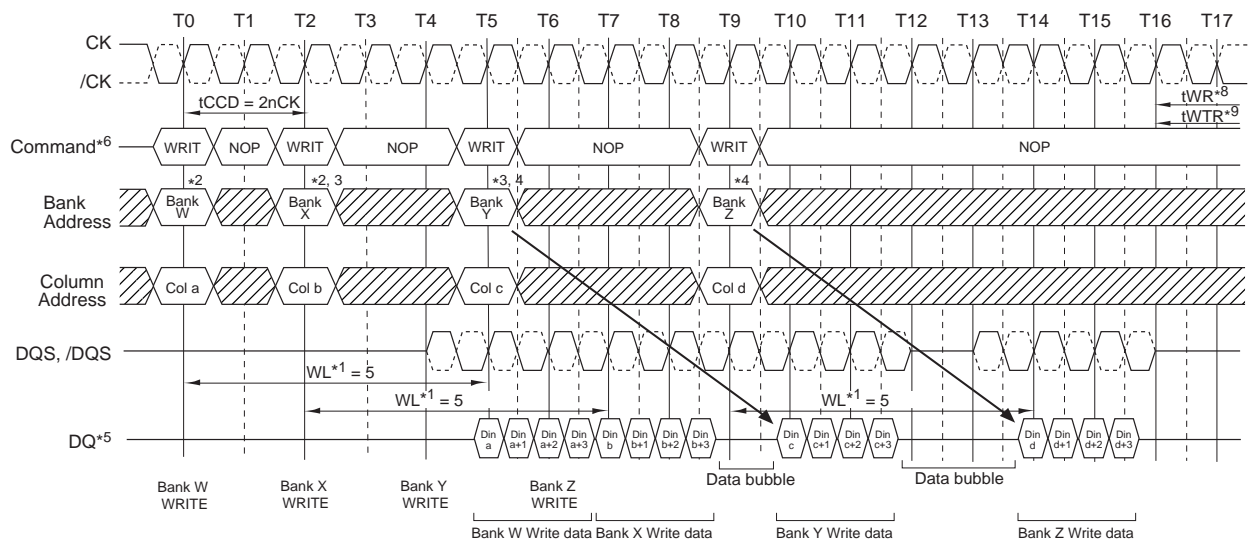 T0 T1 T2 T3 T4 T5 T6 T7 T8 T9 T10 T11 T12 T13 T14 T15 T16 T17
CK
/CK
tCCD = 2nCK
tWR*8
tWTR*9
Command*6 WRIT NOP WRIT NOP WRIT NOP WRIT NOP
*2 *2, 3 *3, 4 *4
Bank Address
Bank W
Bank X
Bank Y
Bank Z
Column Address
Col a Col b Col c Col d
DQS, /DQS
WL*1 = 5
WL*1 = 5
WL*1 = 5
DQ*5
Din a
Din a+1
Din a+2
Din a+3
Din b
Din b+1
Din b+2
Din b+3
Din c
Din c+1
Din c+2
Din c+3
Din d
Din d+1
Din d+2
Din d+3
Data bubble
Data bubble
Bank W WRITE
Bank X WRITE
Bank Y WRITE
Bank Z WRITE
Bank W Write data
Bank X Write data
Bank Y Write data
Bank Z Write data